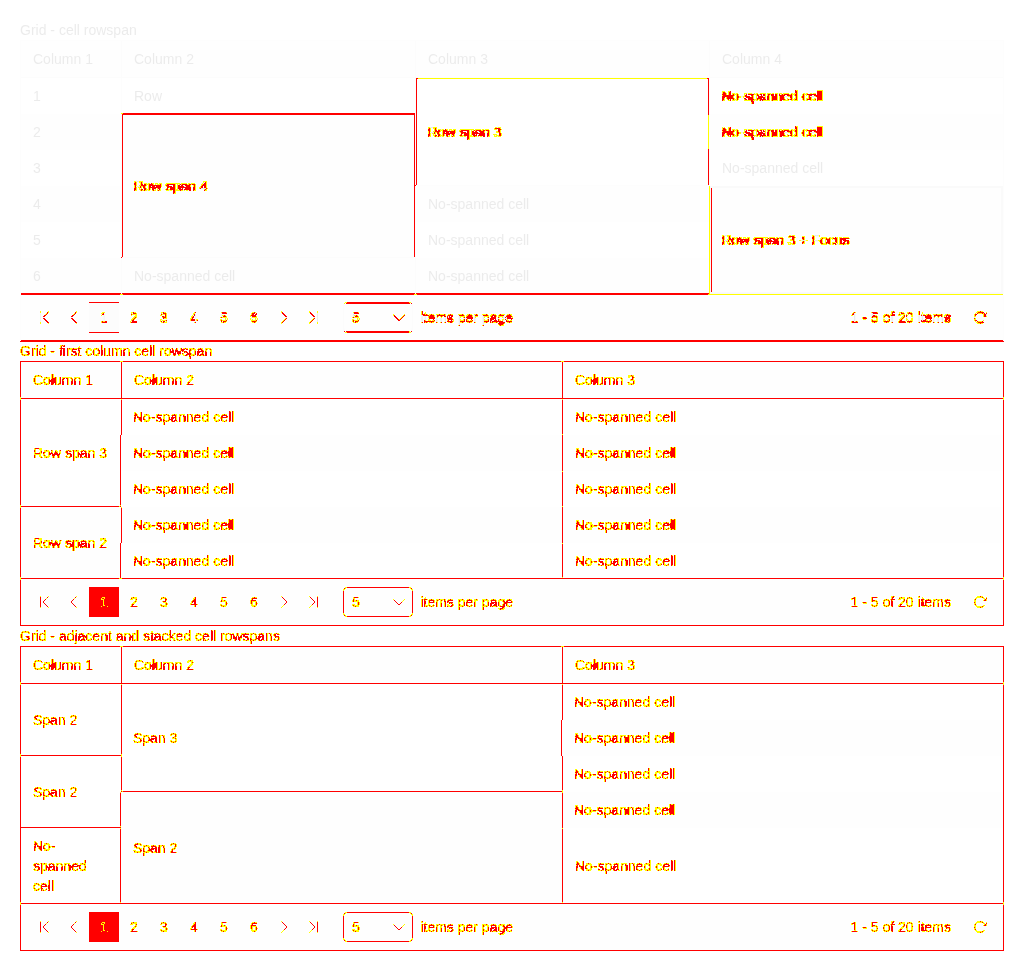 Grid - cell rowspan
Column 1 Column 2 Column 3 Column 4
1 Row No-spanned cell
2 Row span 3 No-spanned cell
3 No-spanned cell
Row span 4
4 No-spanned cell
5 No-spanned cell Row span 3 + Focus
6 No-spanned cell No-spanned cell
1 2 3 4 5 6 5 items per page 1 - 5 of 20 items
Grid - first column cell rowspan
Column 1 Column 2 Column 3
No-spanned cell No-spanned cell
Row span 3 No-spanned cell No-spanned cell
No-spanned cell No-spanned cell
No-spanned cell No-spanned cell
Row span 2
No-spanned cell No-spanned cell
1 2 3 4 5 6 5 items per page 1 - 5 of 20 items
Grid - adjacent and stacked cell rowspans
Column 1 Column 2 Column 3
No-spanned cell
Span 2
Span 3 No-spanned cell
No-spanned cell
Span 2
No-spanned cell
No-
spanned
cell
Span 2
No-spanned cell
1 2 3 4 5 6 5 items per page 1 - 5 of 20 items